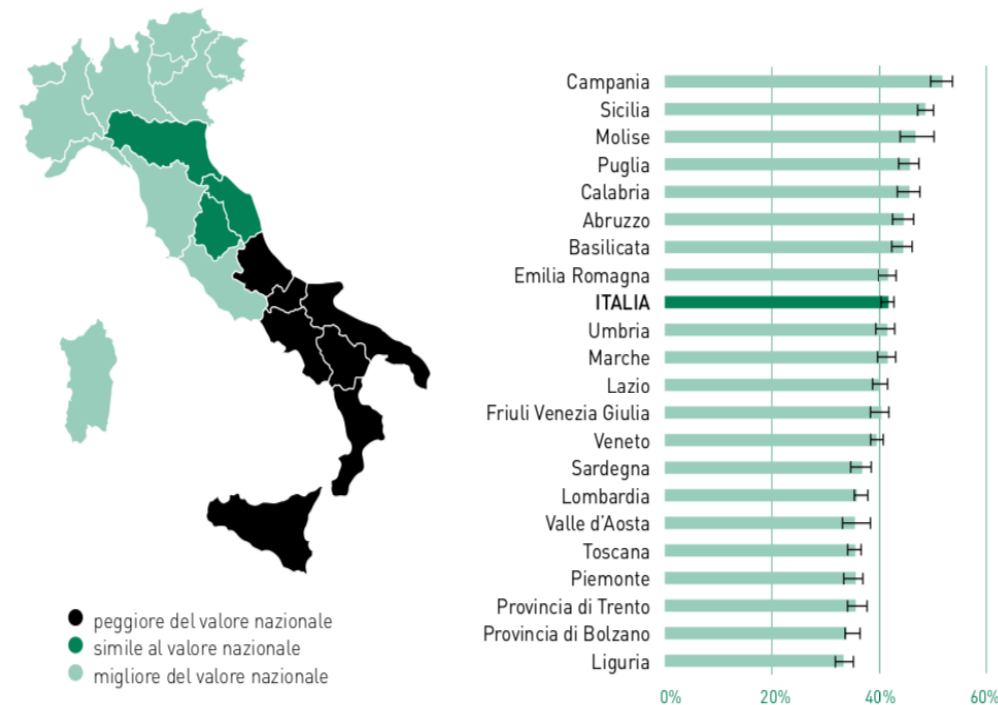 Campania
Sicilia
Molise
Puglia
Calabria
Abruzzo
Basilicata
Emilia Romagna
ITALIA
Umbria
Marche
Lazio
Friuli Venezia Giulia
Veneto
Sardegna
Lombardia
Valle d'Aosta
Toscana
Piemonte
Provincia di Trento
Provincia di Bolzano
Liguria
0% 20% 40% 60%
peggiore del valore nazionale
simile al valore nazionale
migliore del valore nazionale